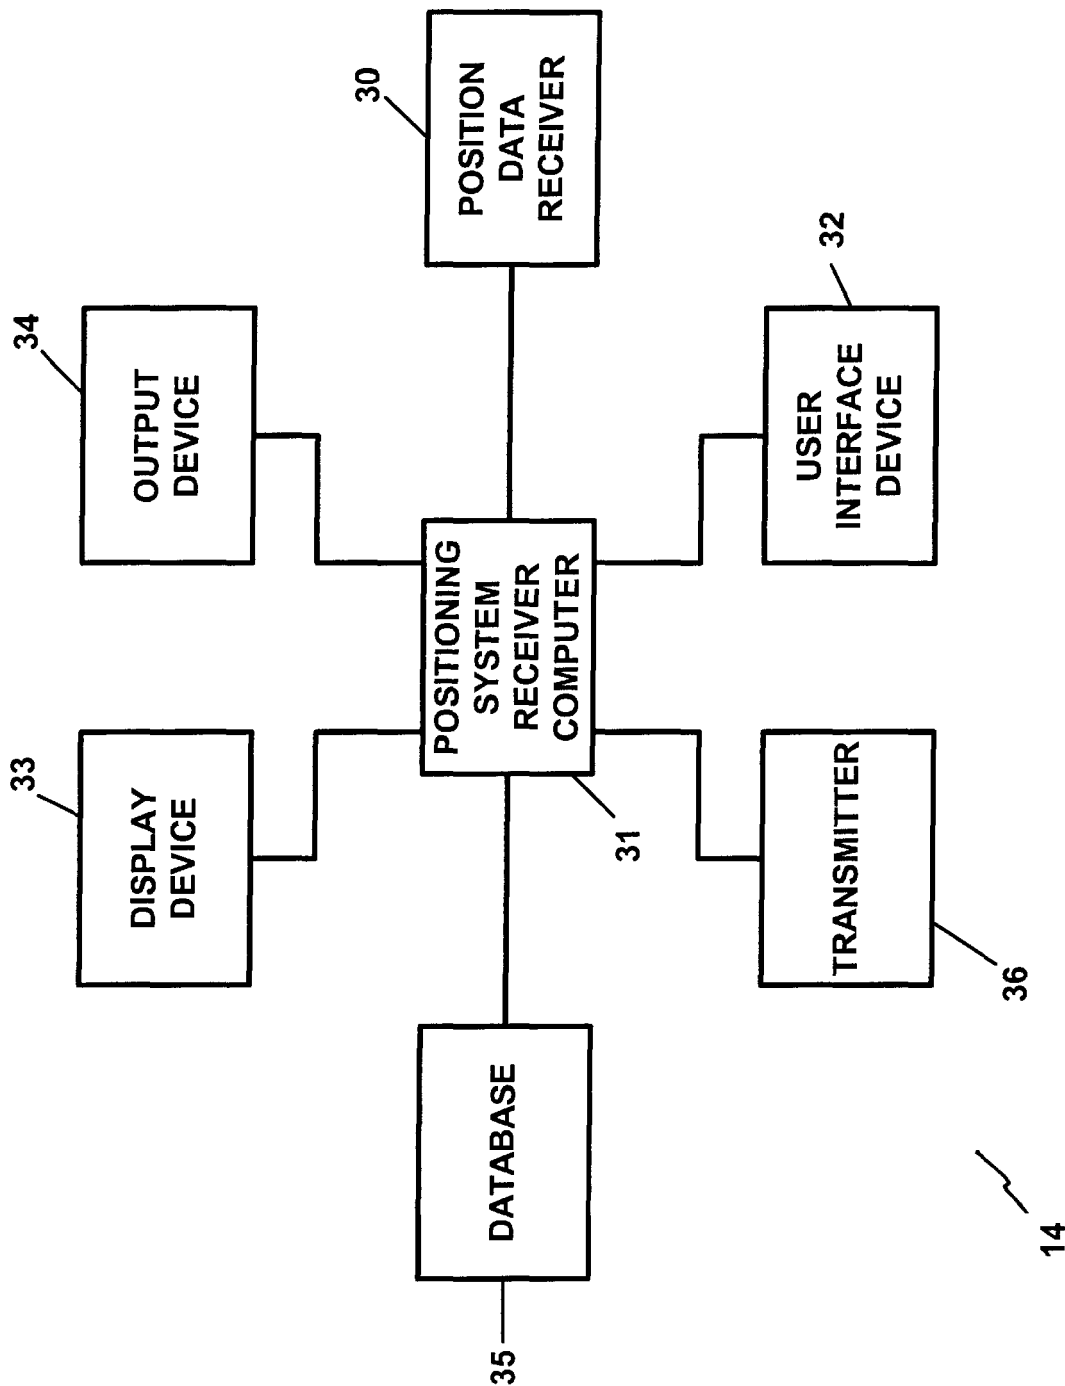 33
DISPLAY
DEVICE
34
OUTPUT
DEVICE
35
DATABASE
POSITIONING
SYSTEM
RECEIVER
COMPUTER
31
30
POSITION
DATA
RECEIVER
TRANSMITTER
36
32
USER
INTERFACE
DEVICE
14